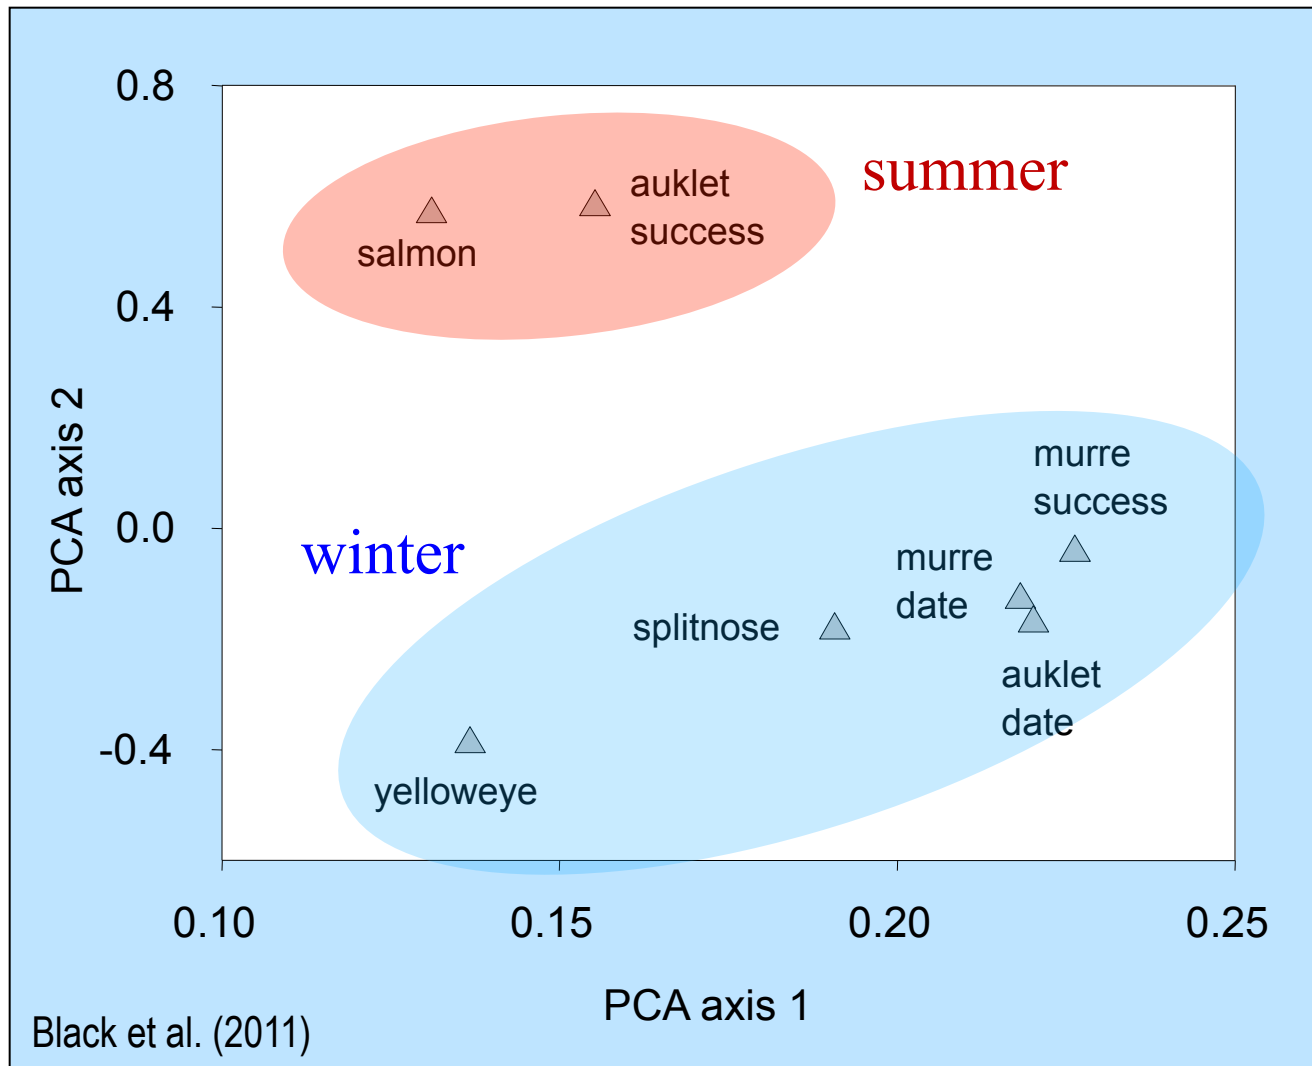 0.8
0.4
0.0
-0.4
PCA axis 2
summer
auklet
success
salmon
winter
murre
success
murre
date
splitnose
auklet
date
yelloweye
0.10
0.15
0.20
0.25
PCA axis 1
Black et al. (2011)